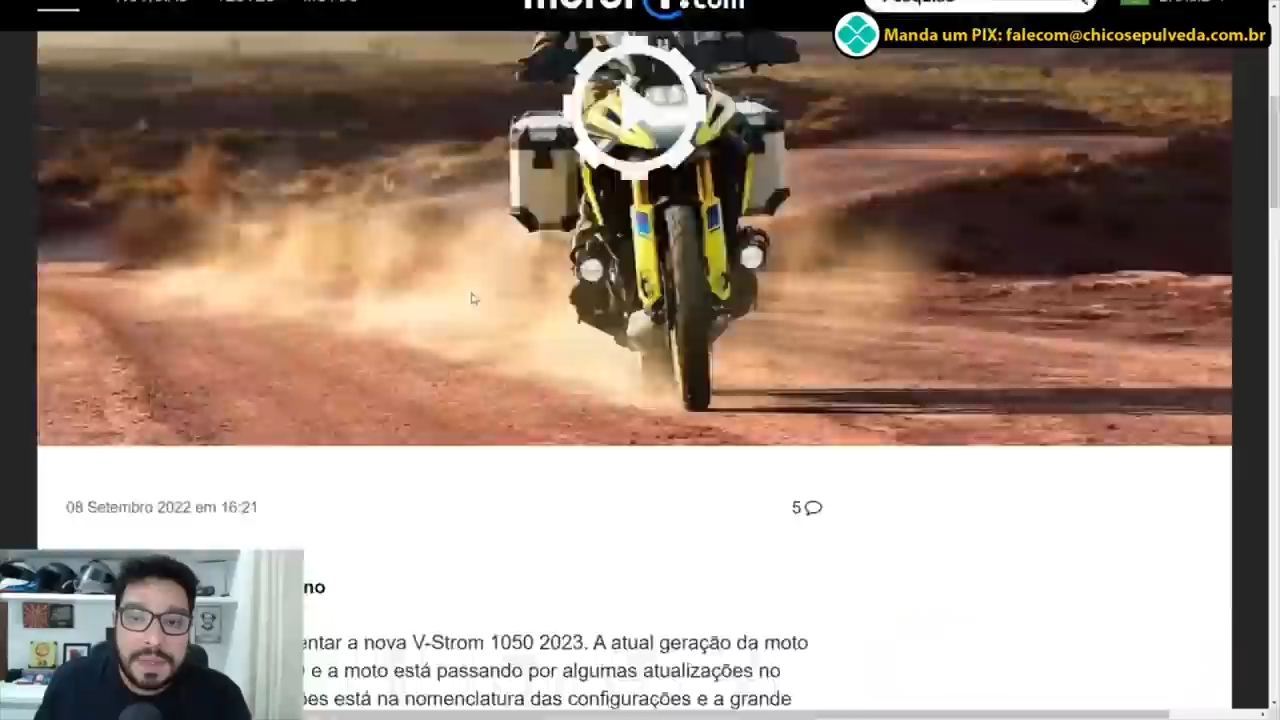 Manda um PIX: falecom@chicosepulveda.com.br
08 Setembro 2022 em 16:21
5
no
entar a nova V-Strom 1050 2023. A atual geração da moto
e a moto está passando por algumas atualizações no
ões está na nomenclatura das configurações e a grande